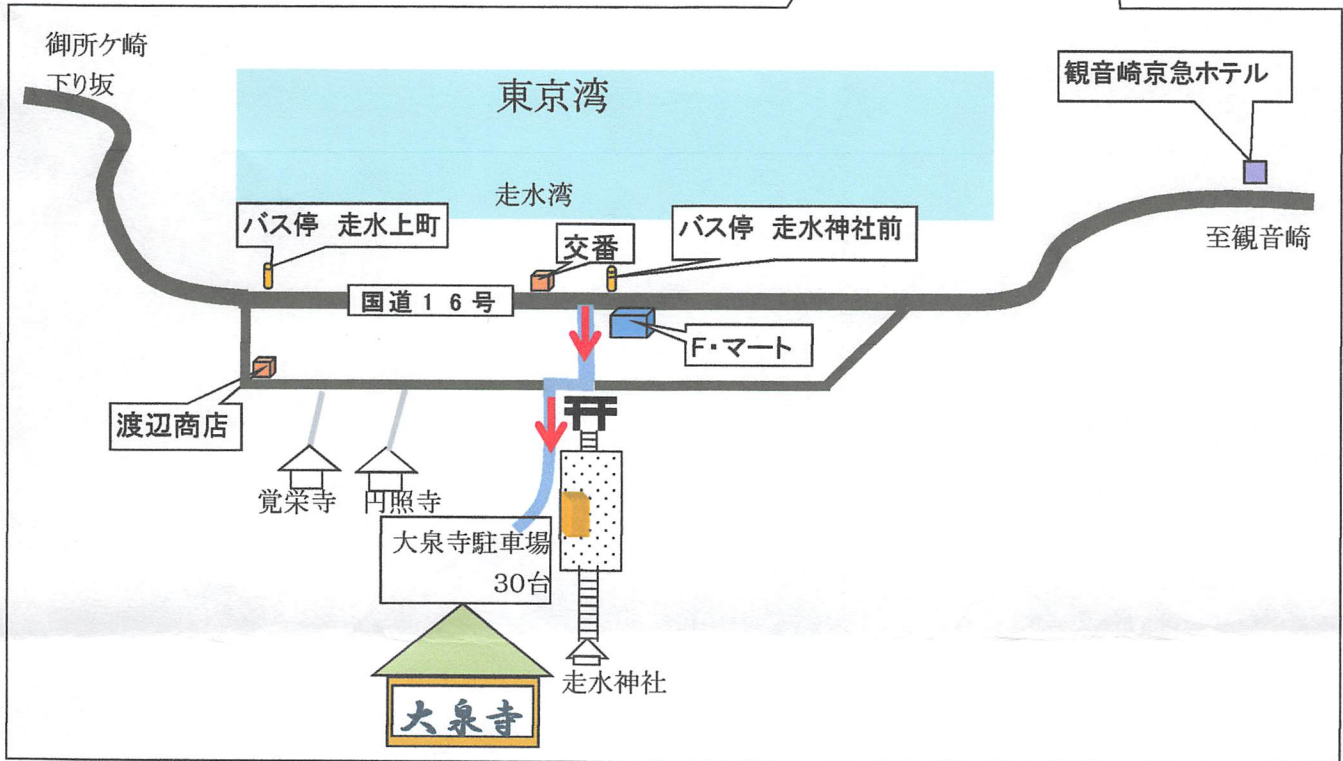 御所ケ崎
下り坂
東京湾
観音崎京急ホテル
走水湾
バス停 走水上町
交番
バス停 走水神社前
至観音崎
国道16号
F・マート
渡辺商店
覚栄寺
円照寺
大泉寺駐車場
30台
走水神社
大泉寺